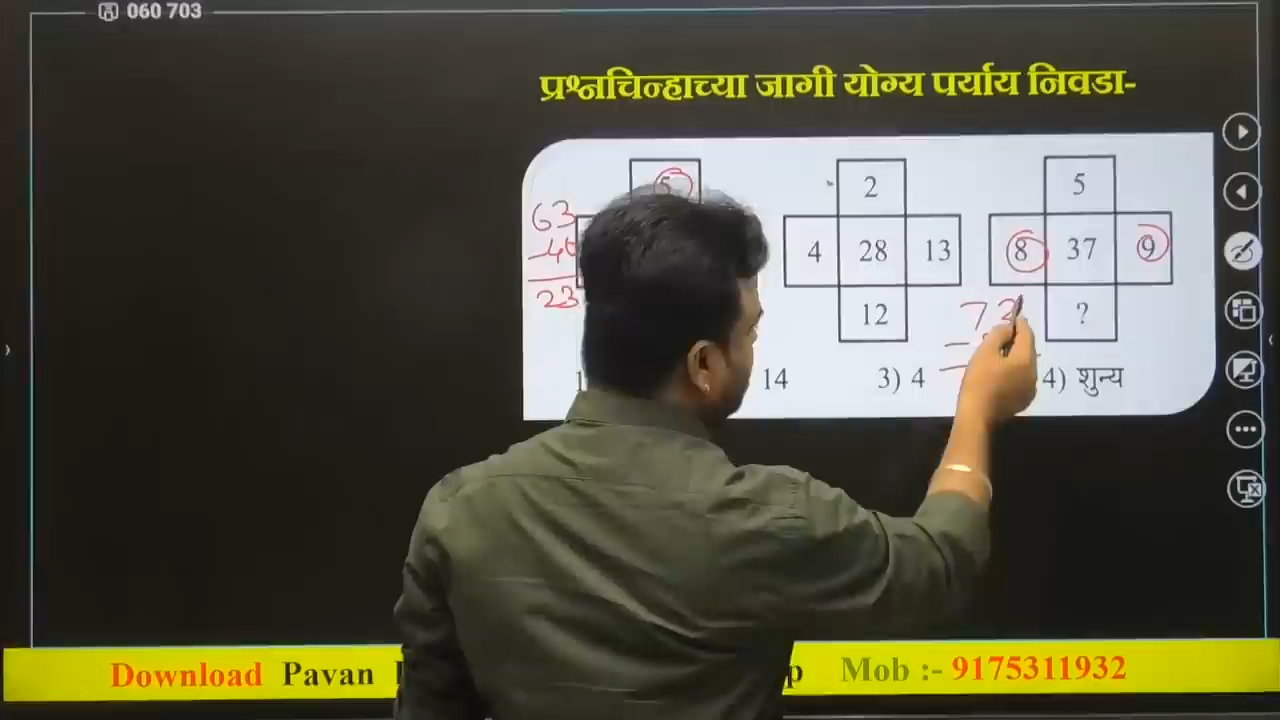 060 703
प्रश्नचिन्हाच्या जागी योग्य पर्याय निवडा-
5 2 5
63
4 28 13 8 37 9
23
12 72 ?
14 3) 4 4) शुन्य
Download Pavan Mob :- 9175311932